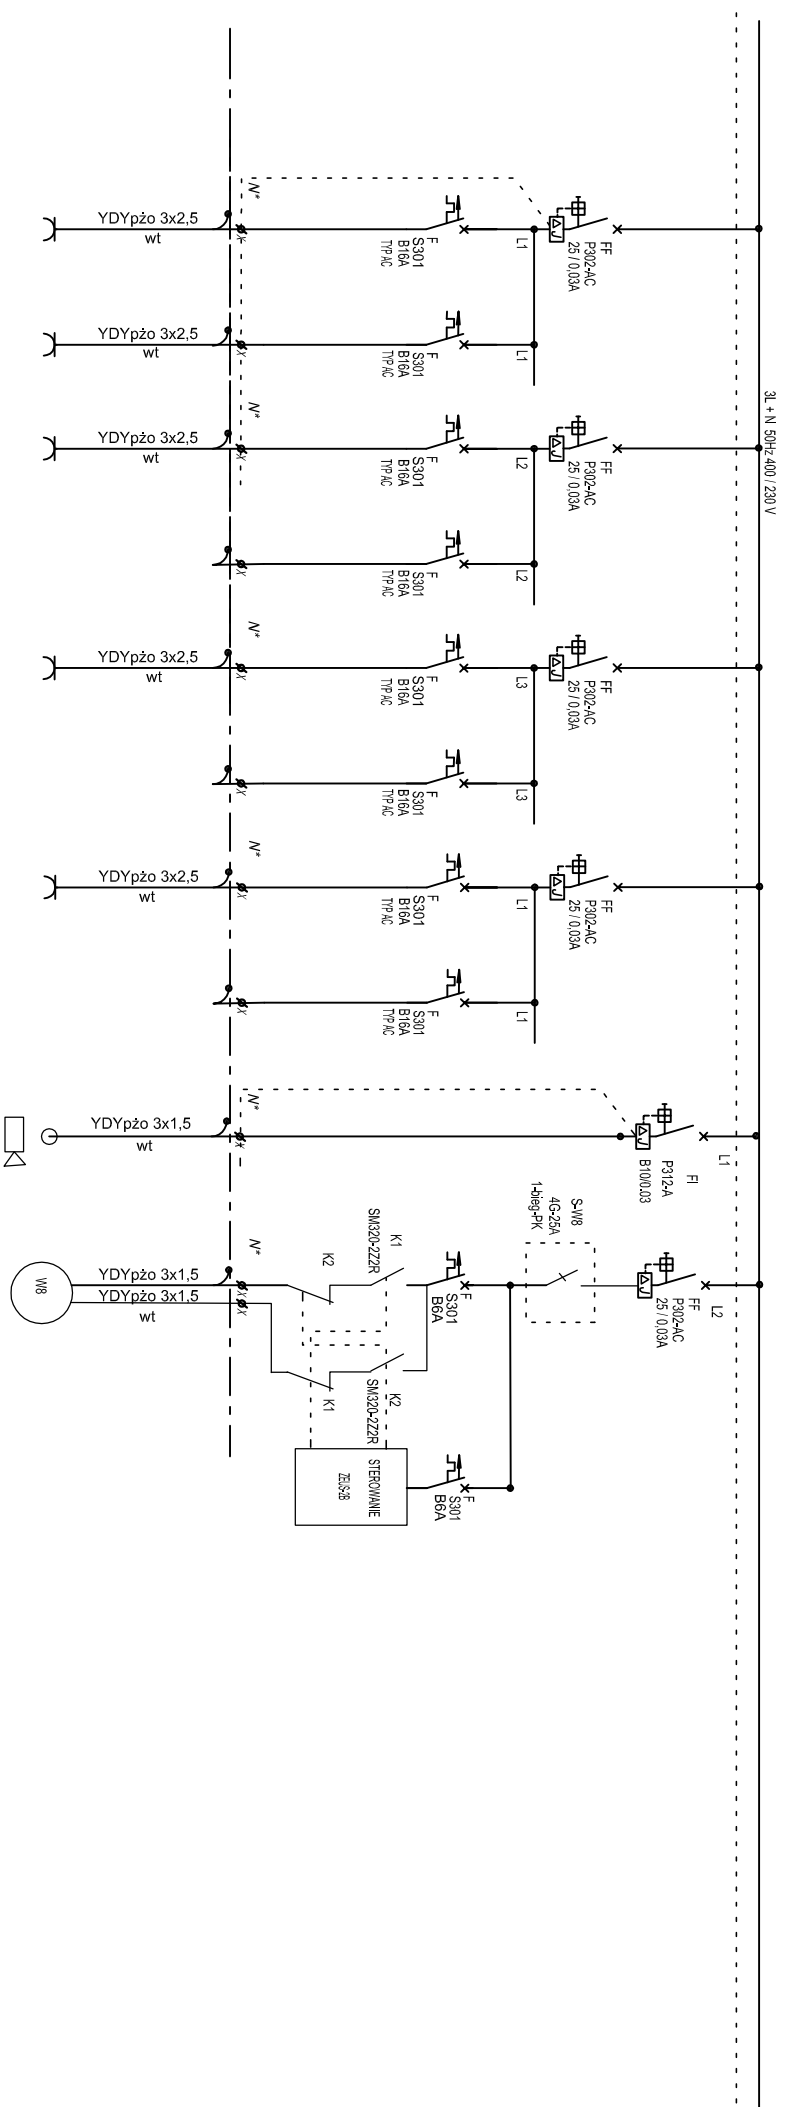 3L + N 50Hz 400 / 230 V
FF
P302-AC
25 / 0,03A
L1
F
S301
B16A
TYP AC
N*
X
YDYpżo 3x2,5
wt
L1
F
S301
B16A
TYP AC
X
YDYpżo 3x2,5
wt
FF
P302-AC
25 / 0,03A
L2
F
S301
B16A
TYP AC
N*
X
YDYpżo 3x2,5
wt
L2
F
S301
B16A
TYP AC
X
FF
P302-AC
25 / 0,03A
L3
F
S301
B16A
TYP AC
N*
X
YDYpżo 3x2,5
wt
L3
F
S301
B16A
TYP AC
X
FF
P302-AC
25 / 0,03A
L1
F
S301
B16A
TYP AC
N*
X
YDYpżo 3x2,5
wt
L1
F
S301
B16A
TYP AC
X
L1
FI
P312-A
B10/0.03
N*
X
YDYpżo 3x1,5
wt
L2
FF
P302-AC
25 / 0,03A
S-W8
4G-25A
1-bieg-PK
F
S301
B6A
K1
SM320-2Z2R
K2
N*
X
X
YDYpżo 3x1,5
YDYpżo 3x1,5
wt
W8
K2
SM320-2Z2R
K1
F
S301
B6A
STEROWANIE
ZEUS-2B